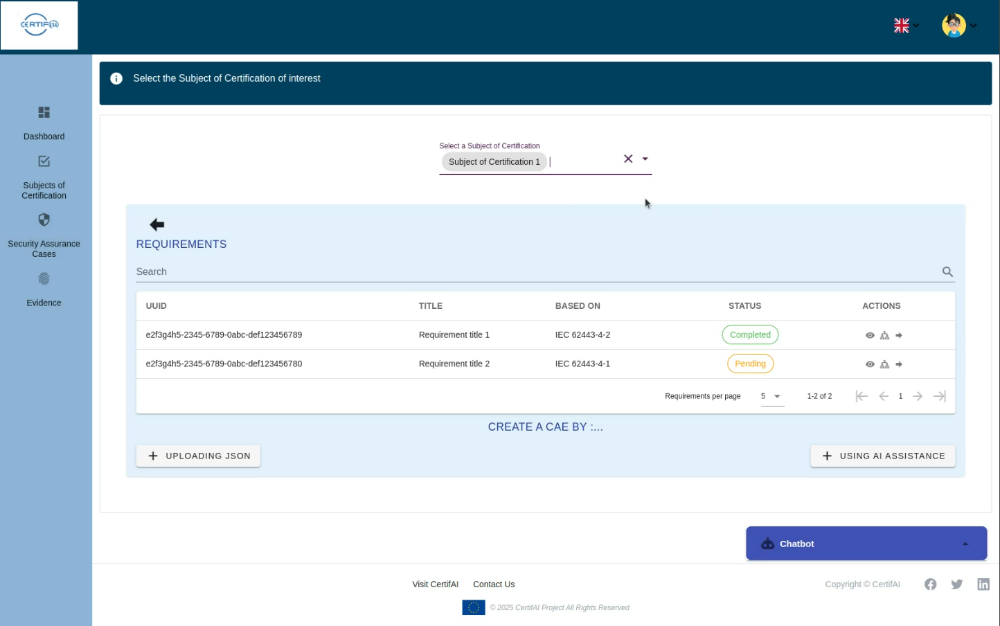 CERTIF@I
Select the Subject of Certification of interest
Dashboard
Subjects of
Certification
Security Assurance
Cases
Evidence
Select a Subject of Certification
Subject of Certification 1
REQUIREMENTS
Search
UUID TITLE BASED ON STATUS ACTIONS
e2f3g4h5-2345-6789-0abc-def123456789 Requirement title 1 IEC 62443-4-2 Completed
e2f3g4h5-2345-6789-0abc-def123456780 Requirement title 2 IEC 62443-4-1 Pending
Requirements per page 5 1-2 of 2 1
CREATE A CAE BY :...
UPLOADING JSON
USING AI ASSISTANCE
Chatbot
Visit CertifAI Contact Us
Copyright © CertifAI
© 2025 CertifAI Project All Rights Reserved